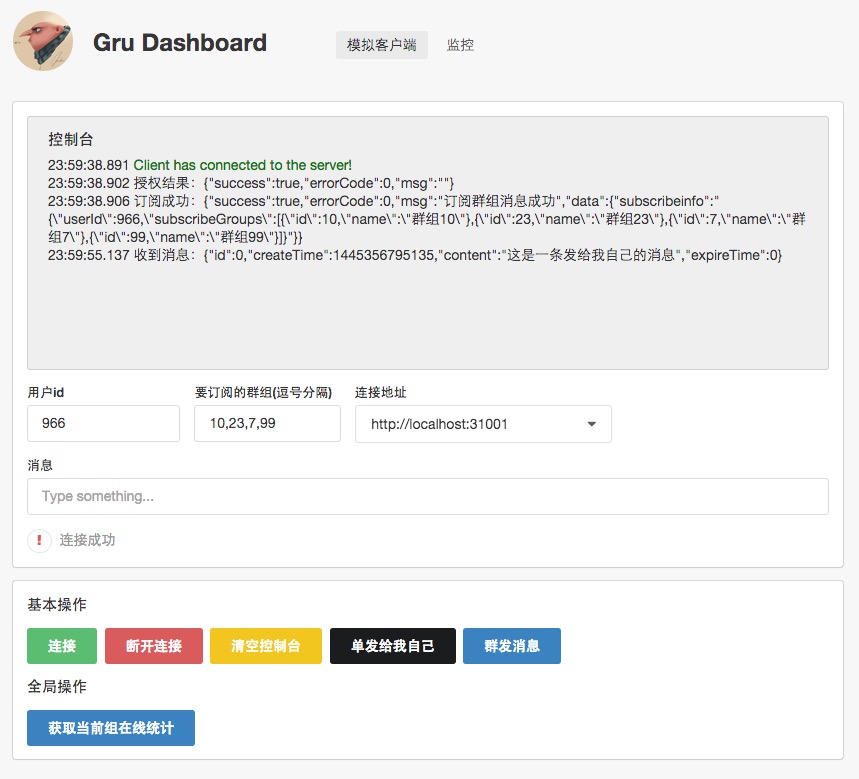 Gru Dashboard
模拟客户端
监控
控制台
23:59:38.891 Client has connected to the server!
23:59:38.902 授权结果：{"success":true,"errorCode":0,"msg":""}
23:59:38.906 订阅成功：{"success":true,"errorCode":0,"msg":"订阅群组消息成功","data":{"subscribeinfo":"
{\"userId\":966,\"subscribeGroups\":[{\"id\":10,\"name\":\"群组10\"},{\"id\":23,\"name\":\"群组23\"},{\"id\":7,\"name\":\"群
组7\"},{\"id\":99,\"name\":\"群组99\"}]}"}}
23:59:55.137 收到消息：{"id":0,"createTime":1445356795135,"content":"这是一条发给我自己的消息","expireTime":0}
用户id
要订阅的群组(逗号分隔)
连接地址
966
10,23,7,99
http://localhost:31001
消息
Type something...
! 连接成功
基本操作
连接
断开连接
清空控制台
单发给我自己
群发消息
全局操作
获取当前组在线统计